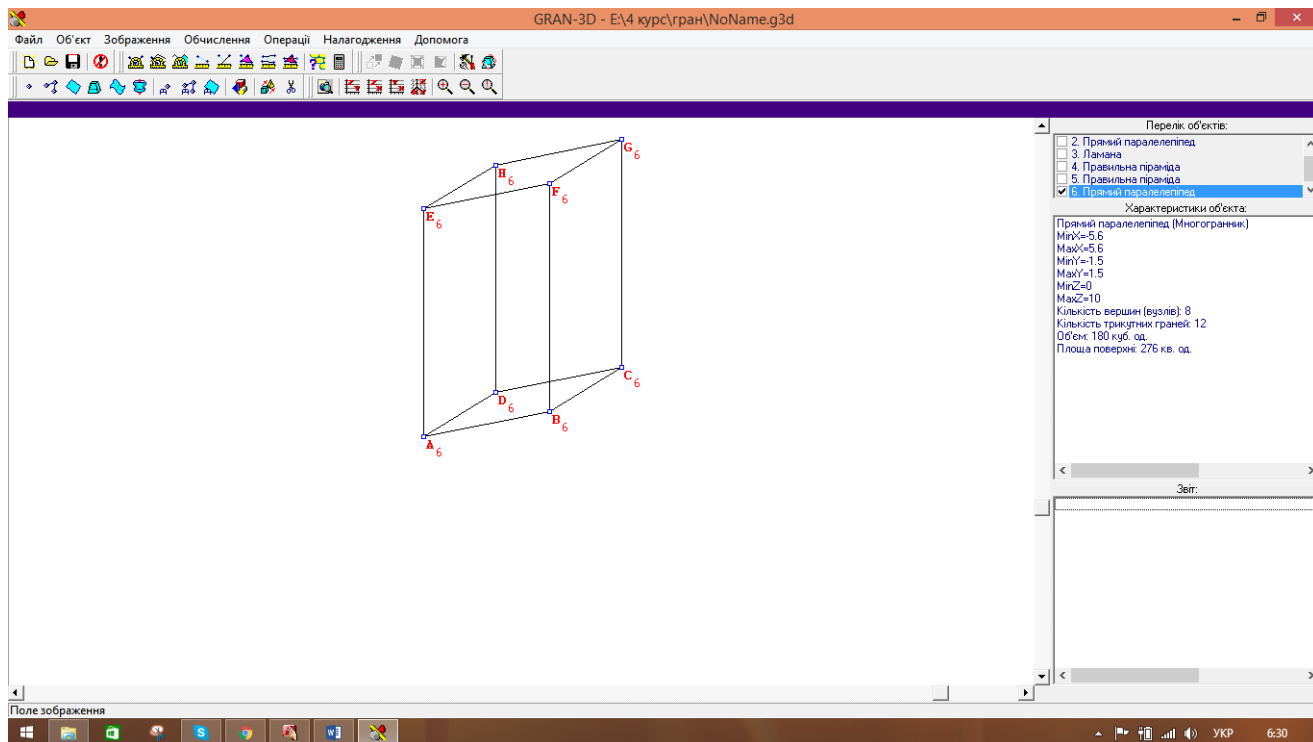 GRAN-3D - E:\4 курс\гран\NoName.g3d
Файл Об'єкт Зображення Обчислення Операції Налагодження Допомога
Перелік об'єктів:
2. Прямий паралелепіпед
3. Ламана
4. Правильна піраміда
5. Правильна піраміда
6. Прямий паралелепіпед
Характеристики об'єкта:
Прямий паралелепіпед (Многогранник)
MinX=-5.6
MaxX=5.6
MinY=-1.5
MaxY=1.5
MinZ=0
MaxZ=10
Кількість вершин (вузлів): 8
Кількість трикутних граней: 12
Об'єм: 180 куб. од.
Площа поверхні: 276 кв. од.
Звіт:
G6
H6
F6
E6
C6
D6
B6
A6
Поле зображення
УКР 6:30